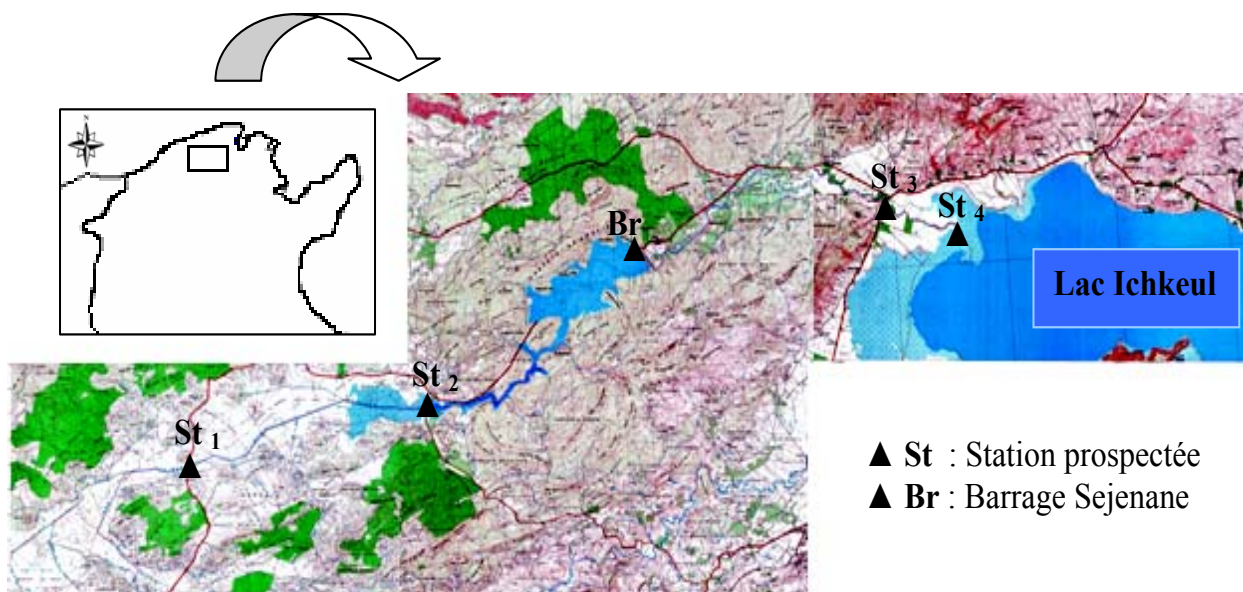 N
St 3
St 4
Br
Lac Ichkeul
St 2
St 1
▲ St : Station prospectée
▲ Br : Barrage Sejenane